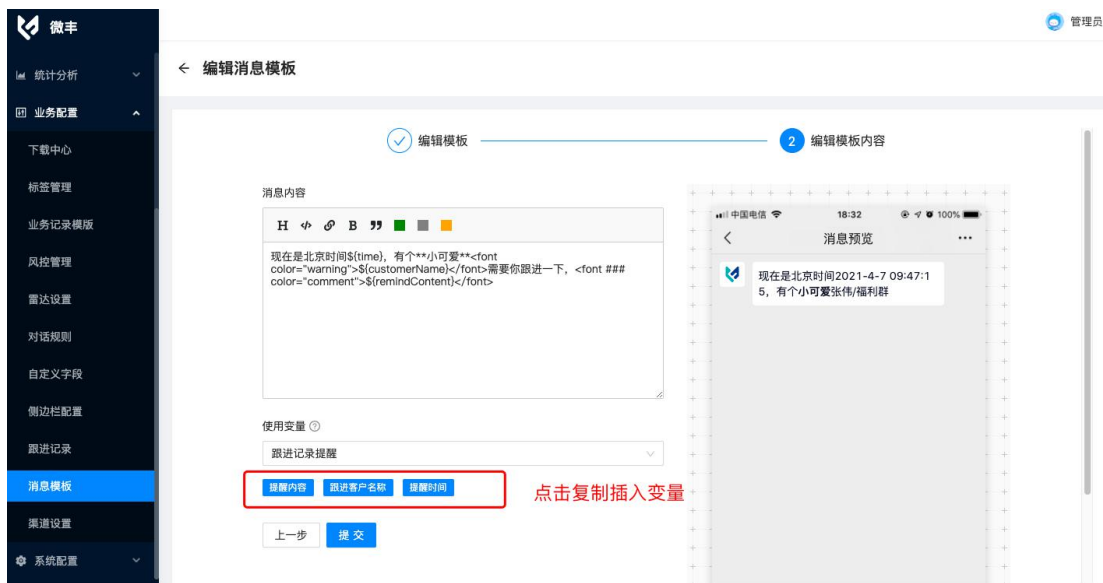 微丰
管理员
统计分析
编辑消息模板
业务配置
下载中心
标签管理
业务记录模版
风控管理
雷达设置
对话规则
自定义字段
侧边栏配置
跟进记录
消息模板
渠道设置
系统配置
编辑模板
2 编辑模板内容
消息内容
H </> B
现在是北京时间${time}，有个**小可爱**<font
color="warning">${customerName}</font>需要你跟进一下，<font ###
color="comment">${remindContent}</font>
使用变量
跟进记录提醒
提醒内容 跟进客户名称 提醒时间
点击复制插入变量
上一步 提 交
中国电信 18:32 100%
消息预览
现在是北京时间2021-4-7 09:47:1
5，有个小可爱张伟/福利群